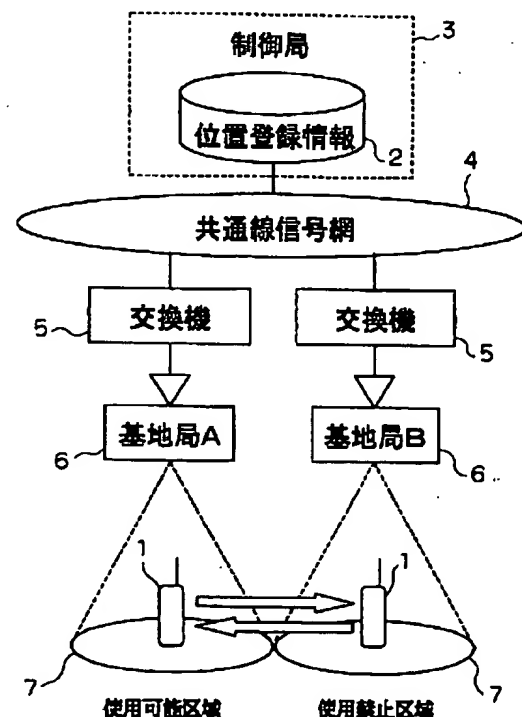 制御局
3
位置登録情報
2
4
共通線信号網
交換機
交換機
5
5
基地局A
基地局B
6
6
1
1
7
7
使用可能区域
使用禁止区域